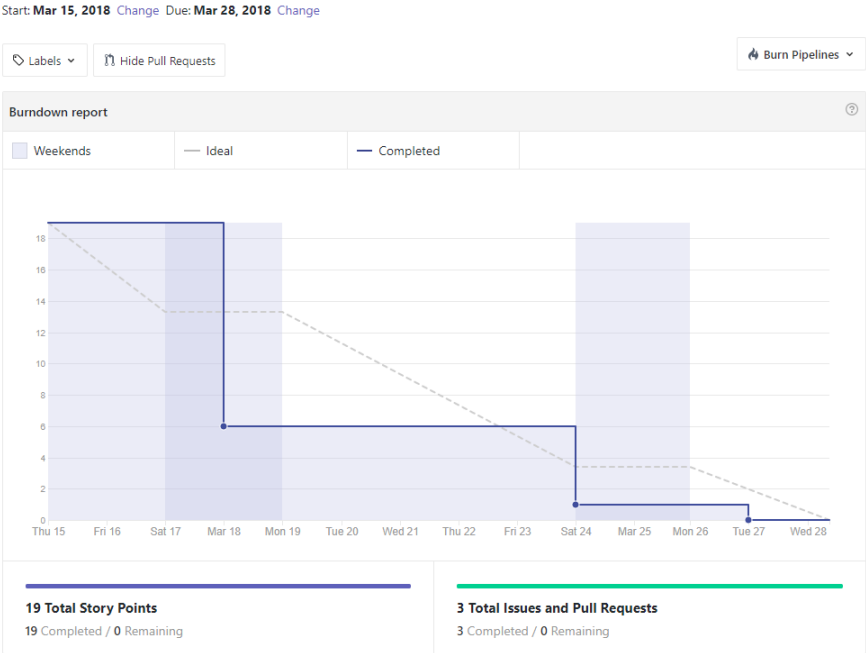 Start: Mar 15, 2018 Change Due: Mar 28, 2018 Change
Labels
Hide Pull Requests
Burn Pipelines
Burndown report
?
Weekends
Ideal
Completed
18
16
14
12
10
8
6
4
2
0
Thu 15 Fri 16 Sat 17 Mar 18 Mon 19 Tue 20 Wed 21 Thu 22 Fri 23 Sat 24 Mar 25 Mon 26 Tue 27 Wed 28
19 Total Story Points
19 Completed / 0 Remaining
3 Total Issues and Pull Requests
3 Completed / 0 Remaining